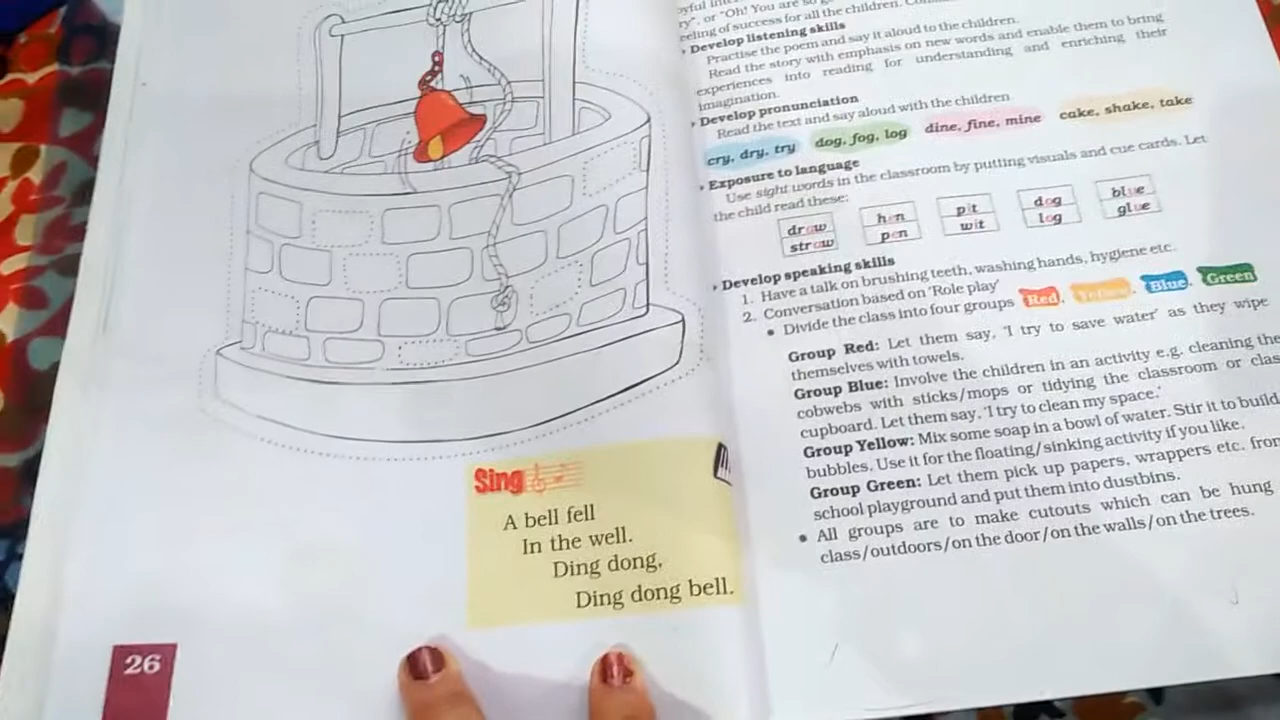 Sing
A bell fell
In the well.
Ding dong,
Ding dong bell.
26
ry", or "Oh! You are so
eeling of success for all the children.
Develop listening skills
Practise the poem and say it aloud to the children.
Read the story with emphasis on new words and enable them to bring
experiences into reading for understanding and enriching their
imagination.
Develop pronunciation
Read the text and say aloud with the children
cry, dry, try dog, fog, log dine, fine, mine cake, shake, take
Exposure to language
Use sight words in the classroom by putting visuals and cue cards. Let
the child read these:
draw hen pit dog blue
straw pen wit log glue
Develop speaking skills
1. Have a talk on brushing teeth, washing hands, hygiene etc.
2. Conversation based on 'Role play'
• Divide the class into four groups Red, Yellow, Blue, Green
Group Red: Let them say, 'I try to save water' as they wipe
themselves with towels.
Group Blue: Involve the children in an activity e.g. cleaning the
cobwebs with sticks/mops or tidying the classroom or clas
cupboard. Let them say, 'I try to clean my space.'
Group Yellow: Mix some soap in a bowl of water. Stir it to build
bubbles. Use it for the floating/sinking activity if you like.
Group Green: Let them pick up papers, wrappers etc. from
school playground and put them into dustbins.
• All groups are to make cutouts which can be hung
class/outdoors/on the door/on the walls/on the trees.